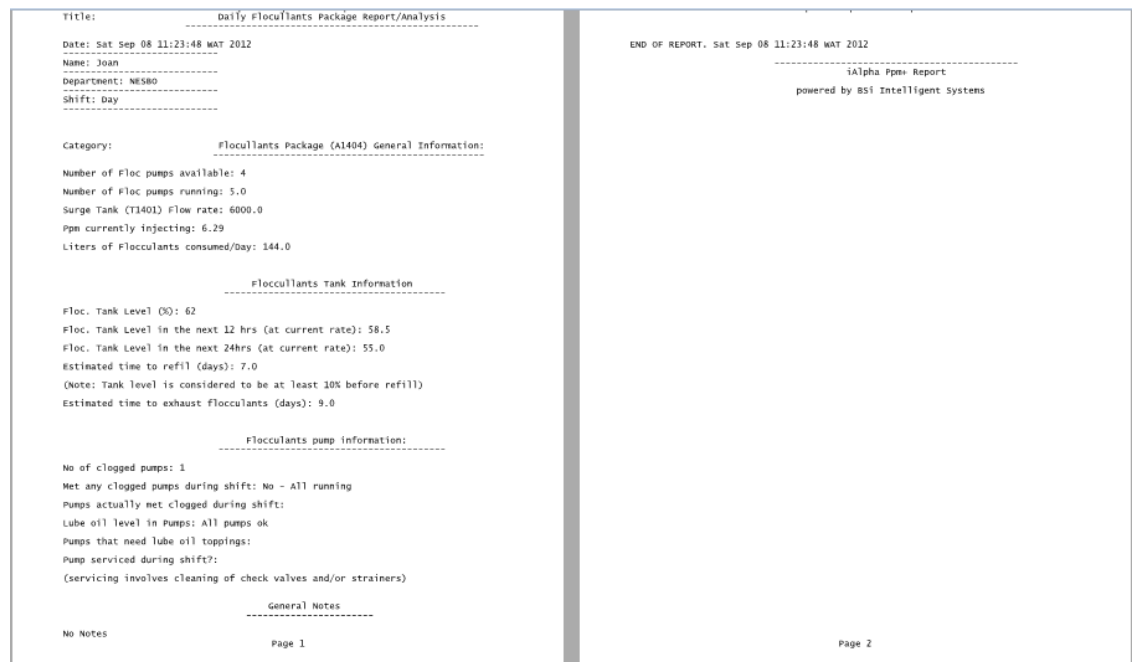 Title: Daily Flocullants Package Report/Analysis
Date: Sat Sep 08 11:23:48 WAT 2012
Name: Joan
Department: NESBO
Shift: Day
Category: Flocullants Package (A1404) General Information:
Number of Floc pumps available: 4
Number of Floc pumps running: 5.0
Surge Tank (T1401) Flow rate: 6000.0
Ppm currently injecting: 6.29
Liters of Flocculants consumed/Day: 144.0
Floccullants Tank Information
Floc. Tank Level (%): 62
Floc. Tank Level in the next 12 hrs (at current rate): 58.5
Floc. Tank Level in the next 24hrs (at current rate): 55.0
Estimated time to refil (days): 7.0
(Note: Tank level is considered to be at least 10% before refill)
Estimated time to exhaust flocculants (days): 9.0
Flocculants pump information:
No of clogged pumps: 1
Met any clogged pumps during shift: No - All running
Pumps actually met clogged during shift:
Lube oil level in Pumps: All pumps ok
Pumps that need lube oil toppings:
Pump serviced during shift?:
(servicing involves cleaning of check valves and/or strainers)
General Notes
No Notes
Page 1
END OF REPORT. Sat Sep 08 11:23:48 WAT 2012
iAlpha Ppm+ Report
powered by BSi Intelligent Systems
Page 2